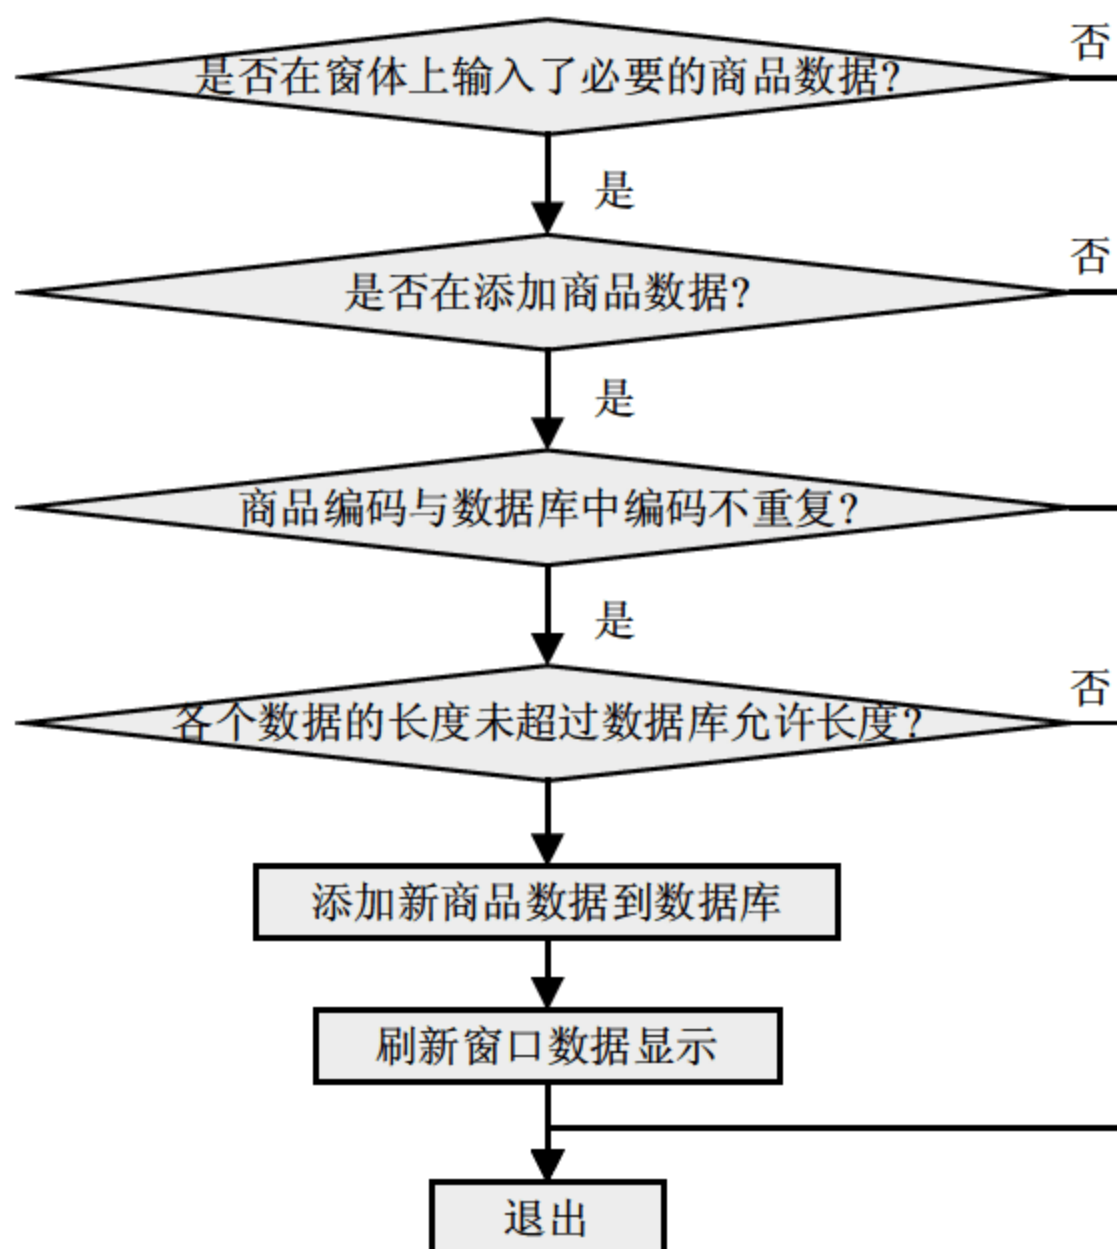 是否在窗体上输入了必要的商品数据?
否
是
是否在添加商品数据?
否
是
商品编码与数据库中编码不重复?
是
各个数据的长度未超过数据库允许长度?
否
添加新商品数据到数据库
刷新窗口数据显示
退出